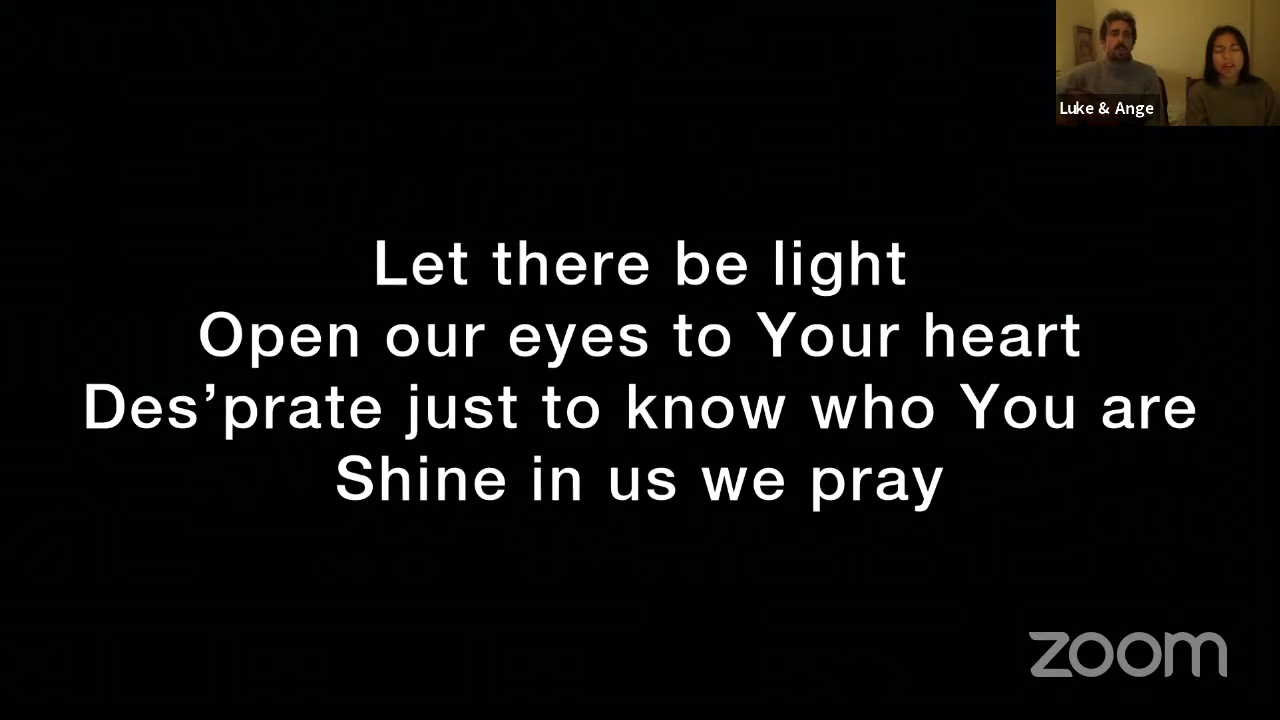 Luke & Ange
Let there be light
Open our eyes to Your heart
Des’prate just to know who You are
Shine in us we pray
zoom